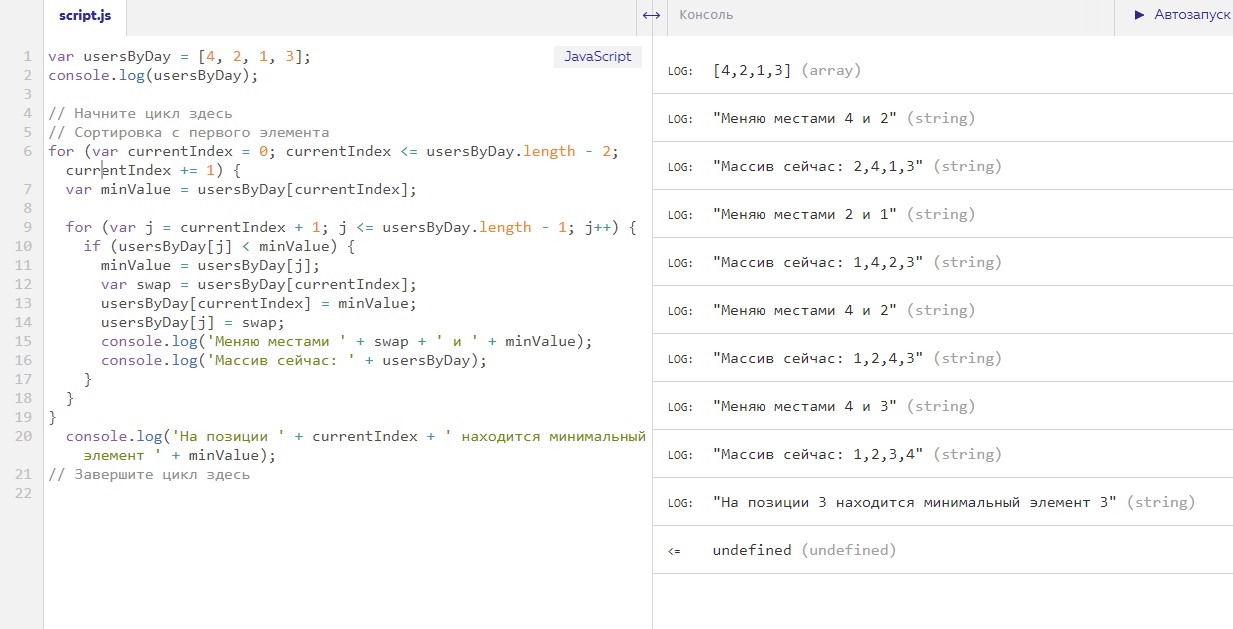 script.js
↔ Консоль
▶ Автозапуск
JavaScript
1 var usersByDay = [4, 2, 1, 3];
2 console.log(usersByDay);
3
4 // Начните цикл здесь
5 // Сортировка с первого элемента
6 for (var currentIndex = 0; currentIndex <= usersByDay.length - 2;
currentIndex += 1) {
7 var minValue = usersByDay[currentIndex];
8
9 for (var j = currentIndex + 1; j <= usersByDay.length - 1; j++) {
10 if (usersByDay[j] < minValue) {
11 minValue = usersByDay[j];
12 var swap = usersByDay[currentIndex];
13 usersByDay[currentIndex] = minValue;
14 usersByDay[j] = swap;
15 console.log('Меняю местами ' + swap + ' и ' + minValue);
16 console.log('Массив сейчас: ' + usersByDay);
17 }
18 }
19 }
20 console.log('На позиции ' + currentIndex + ' находится минимальный
элемент ' + minValue);
21 // Завершите цикл здесь
22
LOG: [4,2,1,3] (array)
LOG: "Меняю местами 4 и 2" (string)
LOG: "Массив сейчас: 2,4,1,3" (string)
LOG: "Меняю местами 2 и 1" (string)
LOG: "Массив сейчас: 1,4,2,3" (string)
LOG: "Меняю местами 4 и 2" (string)
LOG: "Массив сейчас: 1,2,4,3" (string)
LOG: "Меняю местами 4 и 3" (string)
LOG: "Массив сейчас: 1,2,3,4" (string)
LOG: "На позиции 3 находится минимальный элемент 3" (string)
<= undefined (undefined)